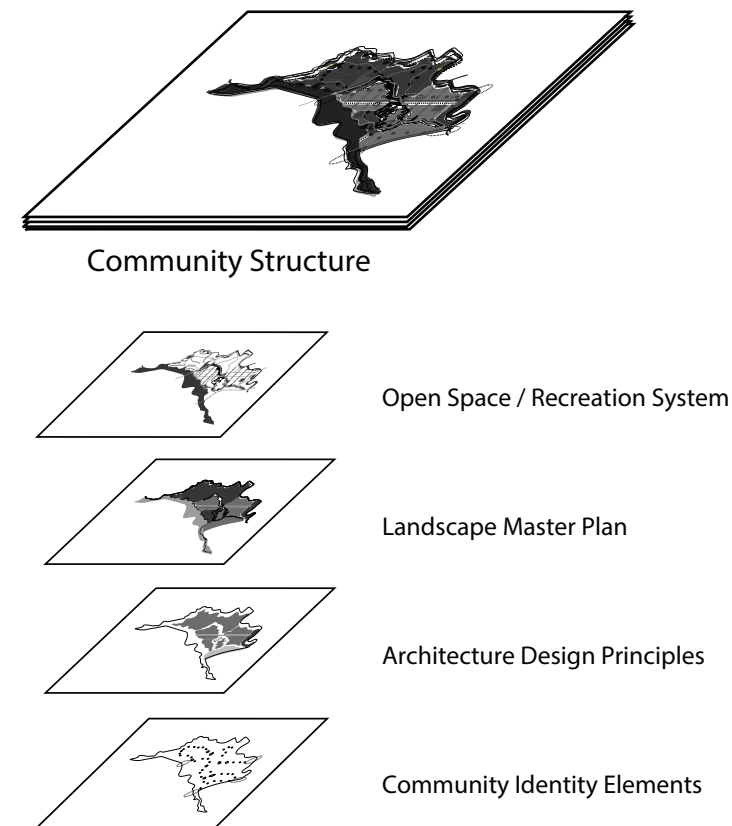 Community Structure
Open Space / Recreation System
Landscape Master Plan
Architecture Design Principles
Community Identity Elements